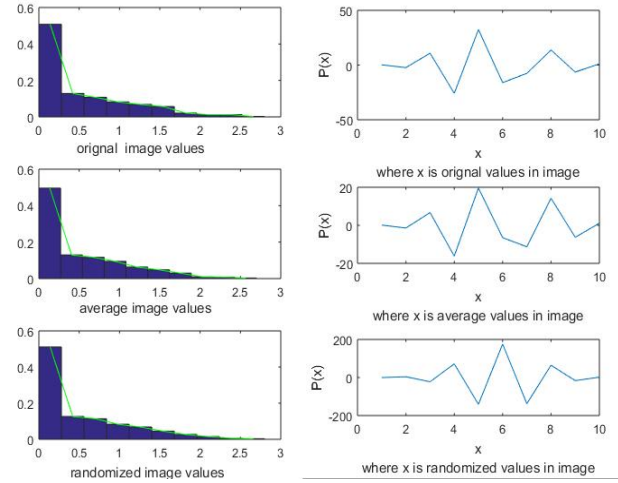 0.6
0.4
0.2
0
0 0.5 1 1.5 2 2.5 3
orignal image values
50
0
-50
P(x)
0 2 4 6 8 10
x
where x is orignal values in image
0.6
0.4
0.2
0
0 0.5 1 1.5 2 2.5 3
average image values
20
0
-20
P(x)
0 2 4 6 8 10
x
where x is average values in image
0.6
0.4
0.2
0
0 0.5 1 1.5 2 2.5 3
randomized image values
200
0
-200
P(x)
0 2 4 6 8 10
x
where x is randomized values in image